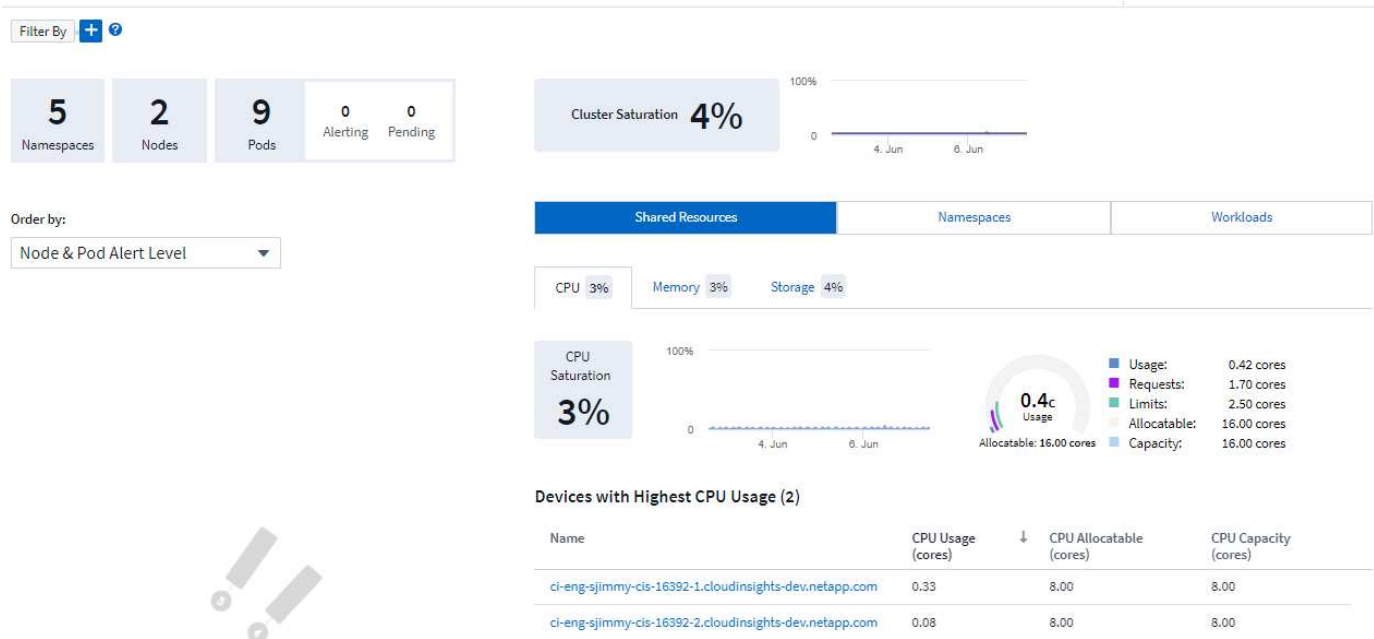 Filter By + ?
5
Namespaces
2
Nodes
9
Pods
0
Alerting
0
Pending
Cluster Saturation 4%
100%
0
4. Jun 6. Jun
Order by:
Node & Pod Alert Level
Shared Resources Namespaces Workloads
CPU 3% Memory 3% Storage 4%
CPU
Saturation
3%
100%
0
4. Jun 6. Jun
0.4c
Usage
Allocatable: 16.00 cores
Usage: 0.42 cores
Requests: 1.70 cores
Limits: 2.50 cores
Allocatable: 16.00 cores
Capacity: 16.00 cores
Devices with Highest CPU Usage (2)
Name CPU Usage (cores) ↓ CPU Allocatable (cores) CPU Capacity (cores)
ci-eng-sjimmy-cis-16392-1.cloudinsights-dev.netapp.com 0.33 8.00 8.00
ci-eng-sjimmy-cis-16392-2.cloudinsights-dev.netapp.com 0.08 8.00 8.00